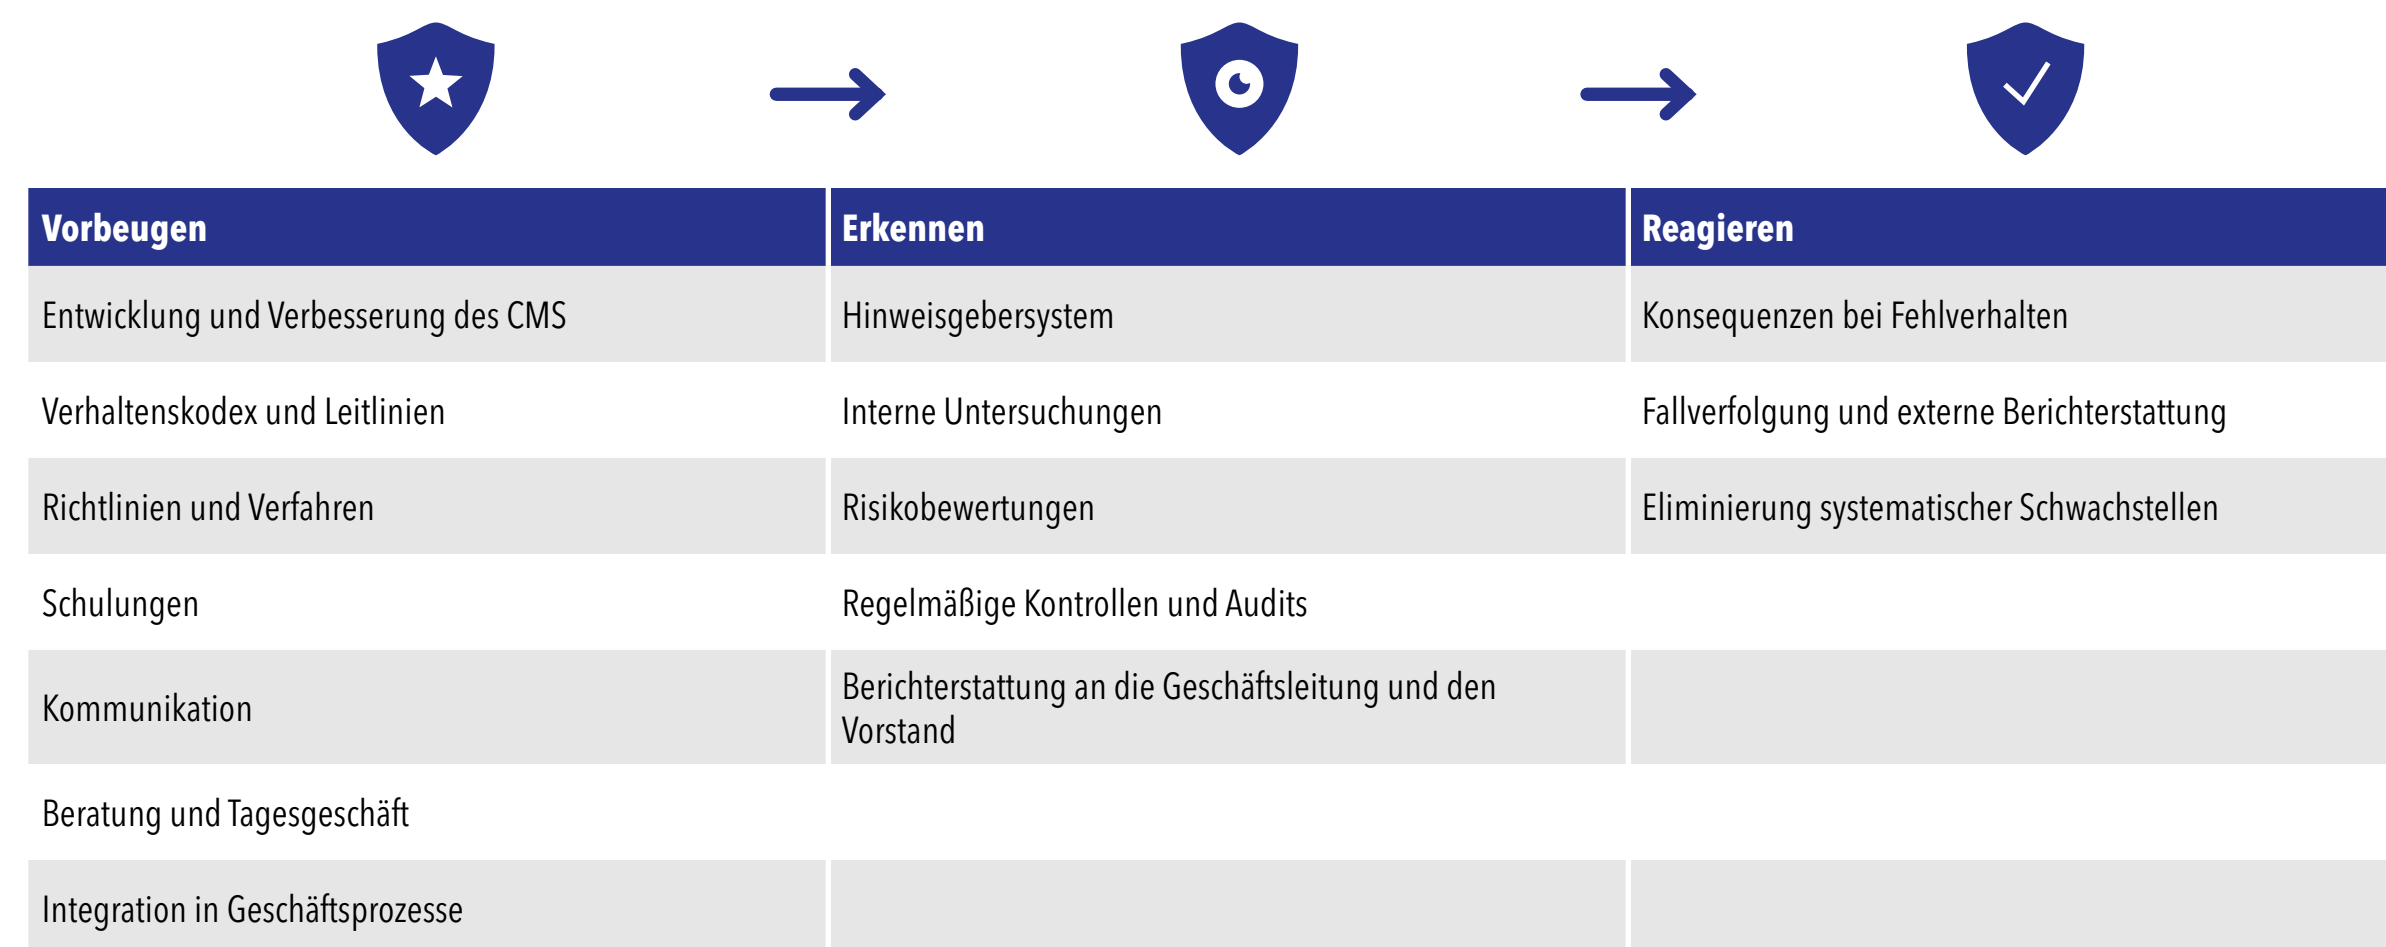 Vorbeugen
Erkennen
Reagieren
Entwicklung und Verbesserung des CMS
Hinweisgebersystem
Konsequenzen bei Fehlverhalten
Verhaltenskodex und Leitlinien
Interne Untersuchungen
Fallverfolgung und externe Berichterstattung
Richtlinien und Verfahren
Risikobewertungen
Eliminierung systematischer Schwachstellen
Schulungen
Regelmäßige Kontrollen und Audits
Kommunikation
Berichterstattung an die Geschäftsleitung und den
Vorstand
Beratung und Tagesgeschäft
Integration in Geschäftsprozesse